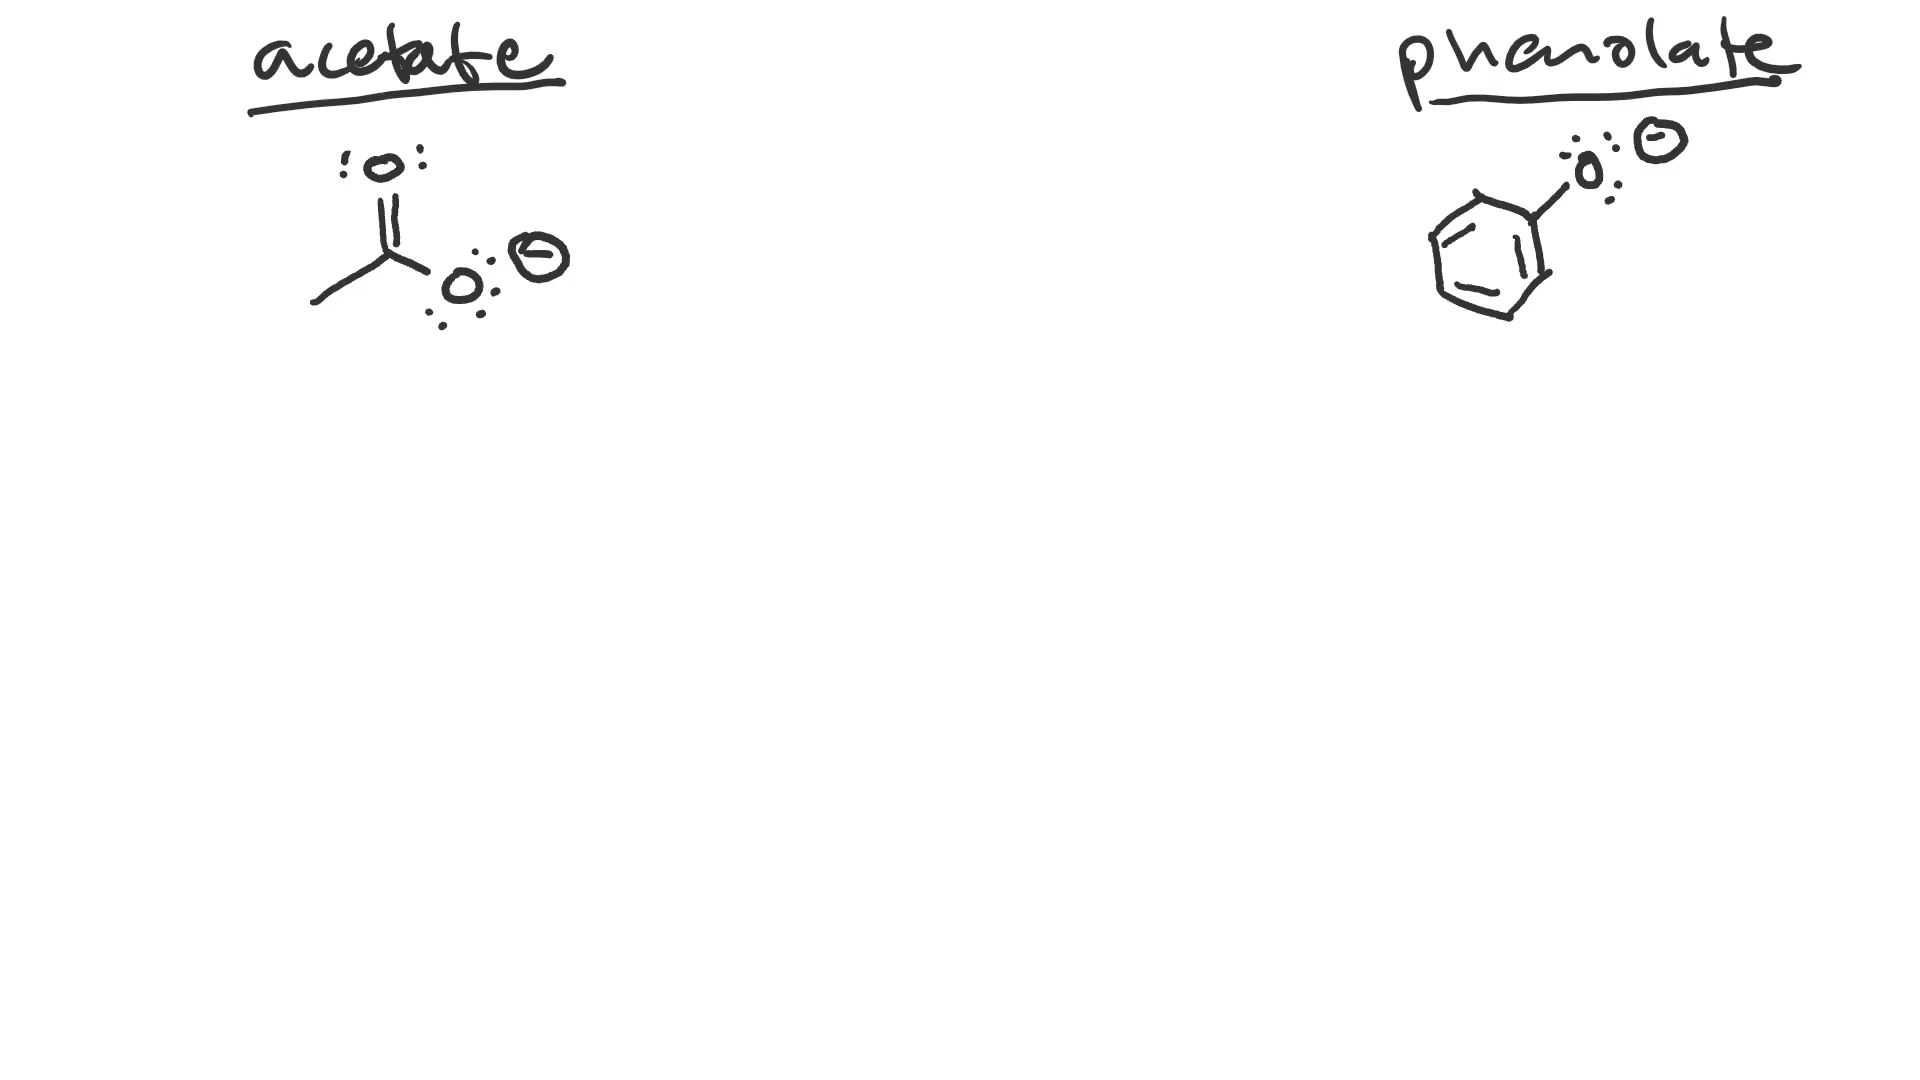 acetate
phenolate
O
O ⊖
O ⊖